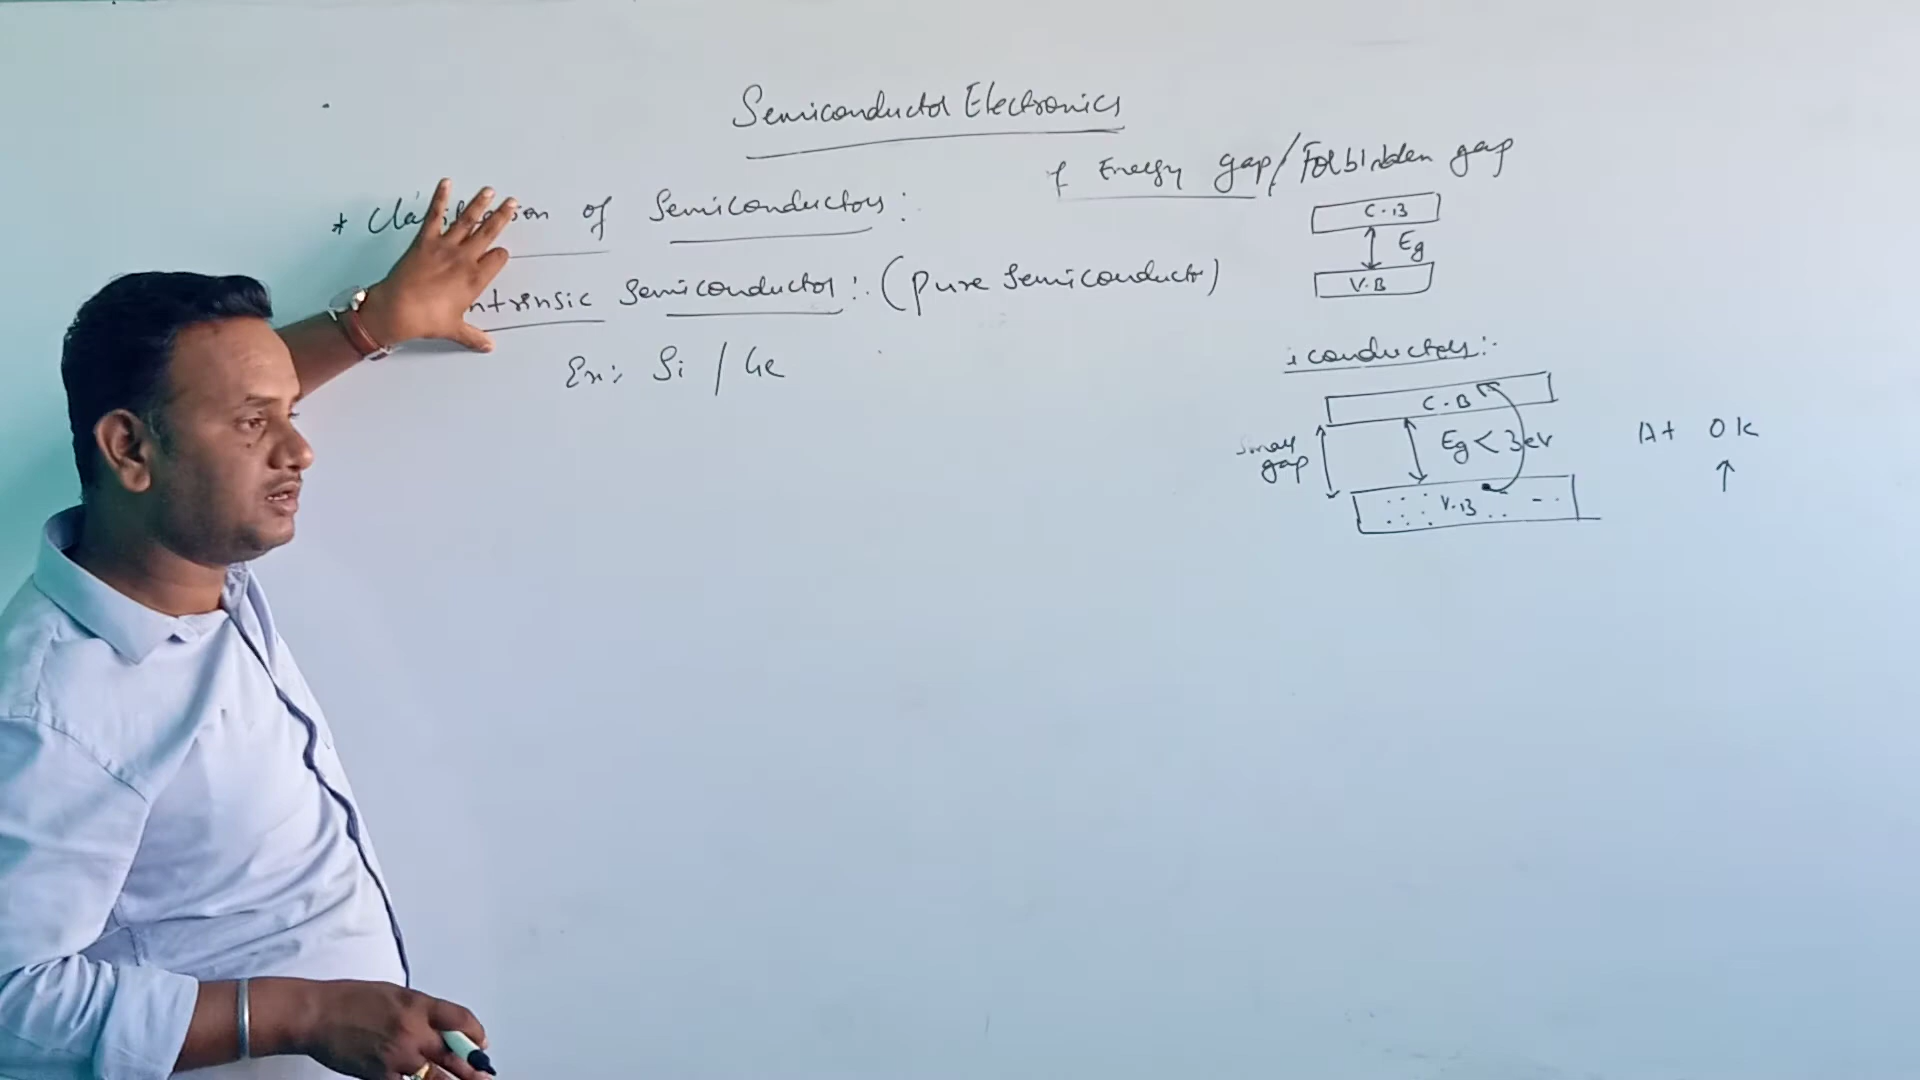 Semiconductor Electronics
* Classification of Semiconductors:
ntrinsic Semiconductor:. (Pure Semiconductor)
Ex: Si / Ge
Energy gap/Forbidden gap
C.B
Eg
V.B
iconductors:-
C-B
Small gap
Eg < 3ev
V.B
At 0 K
↑